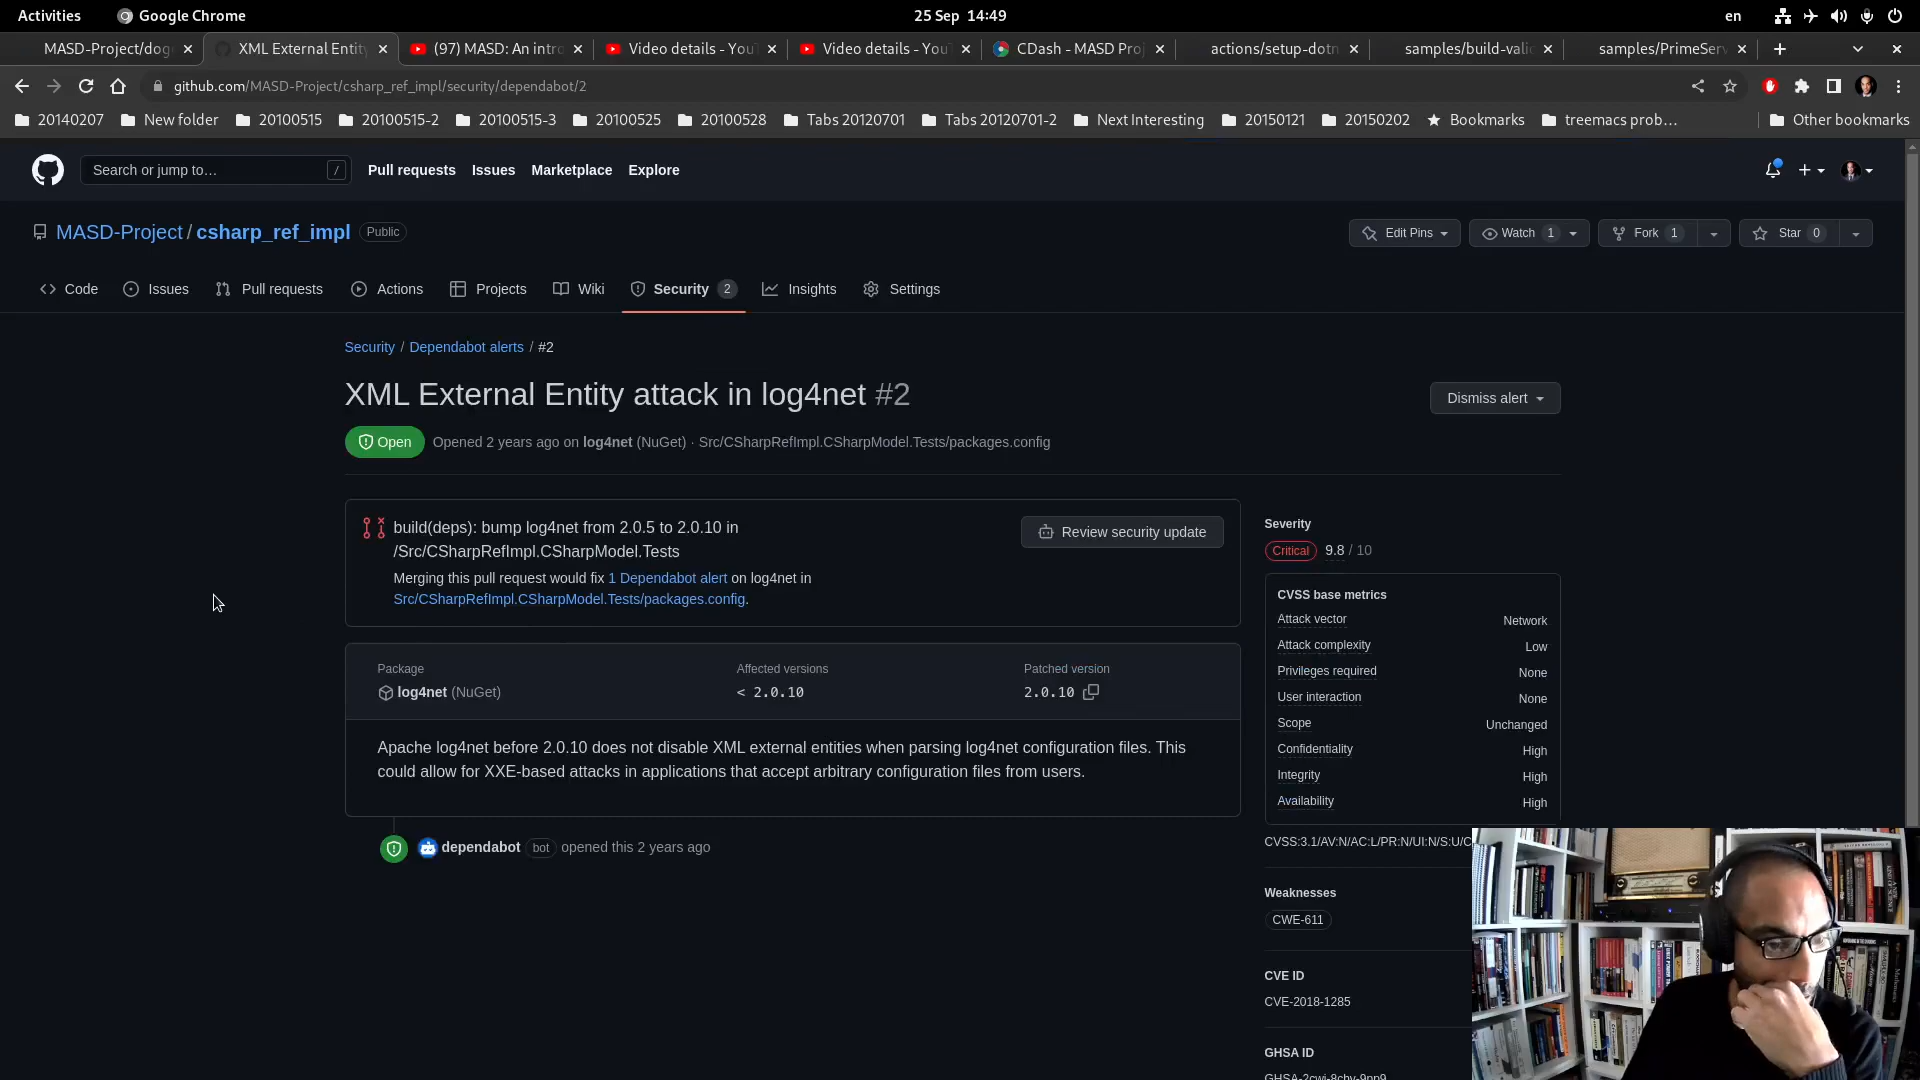 Activities
Google Chrome
25 Sep 14:49
en
MASD-Project/dog
XML External Entity
(97) MASD: An intro
Video details - YouT
Video details - YouT
CDash - MASD Proj
actions/setup-dotn
samples/build-valid
samples/PrimeServ
github.com/MASD-Project/csharp_ref_impl/security/dependabot/2
20140207
New folder
20100515
20100515-2
20100515-3
20100525
20100528
Tabs 20120701
Tabs 20120701-2
Next Interesting
20150121
20150202
Bookmarks
treemacs prob…
Other bookmarks
Search or jump to…
/
Pull requests
Issues
Marketplace
Explore
MASD-Project / csharp_ref_impl
Public
Edit Pins
Watch 1
Fork 1
Star 0
Code
Issues
Pull requests
Actions
Projects
Wiki
Security 2
Insights
Settings
Security / Dependabot alerts / #2
XML External Entity attack in log4net #2
Dismiss alert
Open
Opened 2 years ago on log4net (NuGet) · Src/CSharpRefImpl.CSharpModel.Tests/packages.config
build(deps): bump log4net from 2.0.5 to 2.0.10 in
/Src/CSharpRefImpl.CSharpModel.Tests
Merging this pull request would fix 1 Dependabot alert on log4net in
Src/CSharpRefImpl.CSharpModel.Tests/packages.config.
Review security update
Package
Affected versions
Patched version
log4net (NuGet)
< 2.0.10
2.0.10
Apache log4net before 2.0.10 does not disable XML external entities when parsing log4net configuration files. This
could allow for XXE-based attacks in applications that accept arbitrary configuration files from users.
dependabot bot opened this 2 years ago
Severity
Critical 9.8 / 10
CVSS base metrics
Attack vector Network
Attack complexity Low
Privileges required None
User interaction None
Scope Unchanged
Confidentiality High
Integrity High
Availability High
CVSS:3.1/AV:N/AC:L/PR:N/UI:N/S:U/C
Weaknesses
CWE-611
CVE ID
CVE-2018-1285
GHSA ID